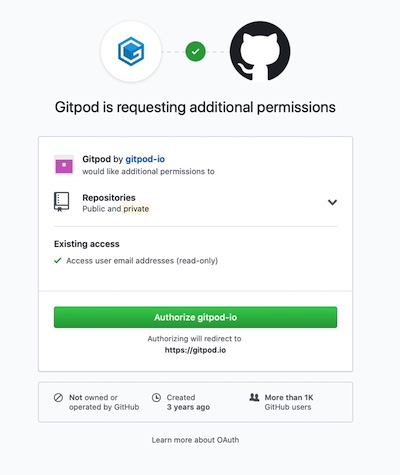 Gitpod is requesting additional permissions
Gitpod by gitpod-io
would like additional permissions to
Repositories
Public and private
Existing access
Access user email addresses (read-only)
Authorize gitpod-io
Authorizing will redirect to
https://gitpod.io
Not owned or
operated by GitHub
Created
3 years ago
More than 1K
GitHub users
Learn more about OAuth